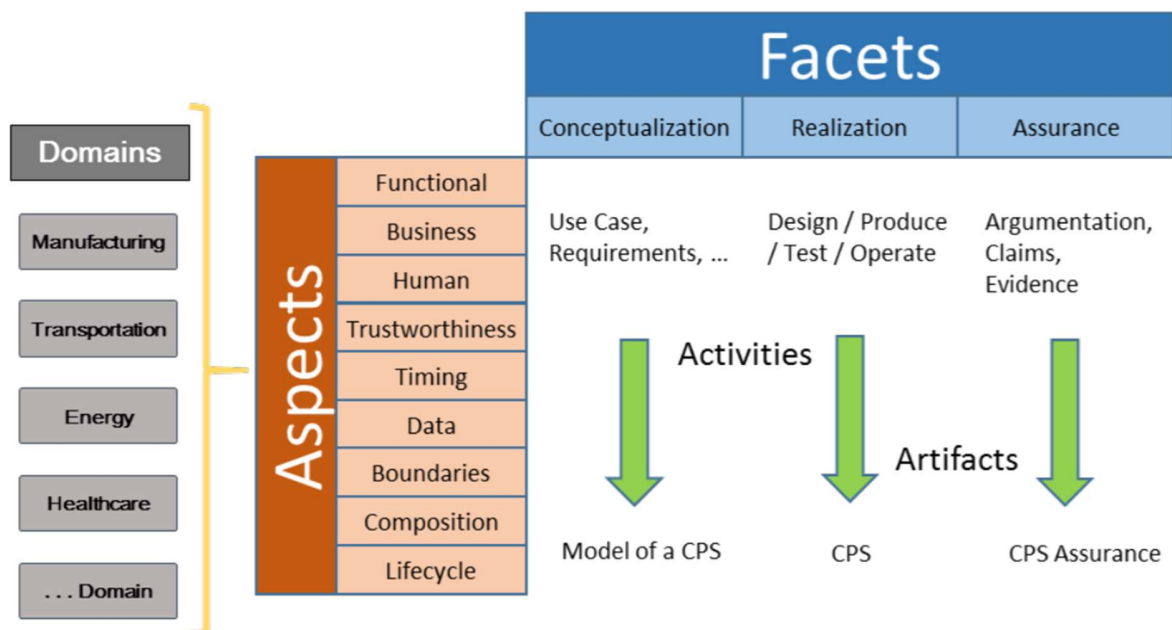 Facets
Conceptualization
Realization
Assurance
Domains
Manufacturing
Transportation
Energy
Healthcare
. . . Domain
Aspects
Functional
Business
Human
Trustworthiness
Timing
Data
Boundaries
Composition
Lifecycle
Use Case,
Requirements, ...
Design / Produce
/ Test / Operate
Argumentation,
Claims,
Evidence
Activities
Artifacts
Model of a CPS
CPS
CPS Assurance